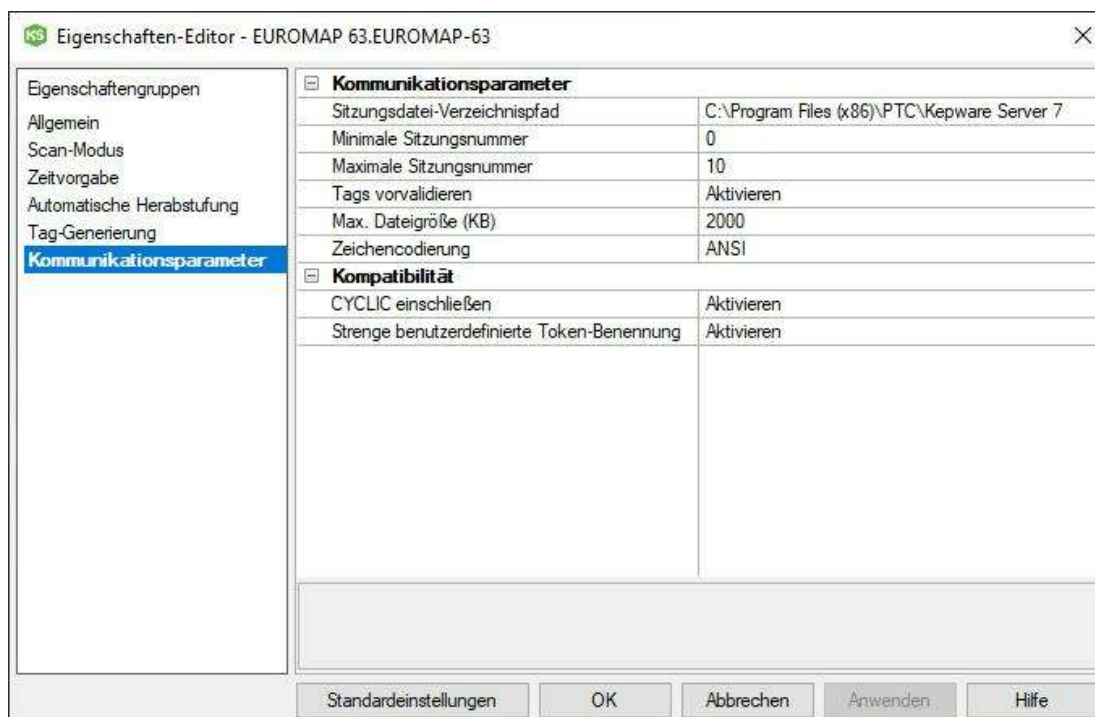 KS Eigenschaften-Editor - EUROMAP 63.EUROMAP-63
Eigenschaftengruppen
Allgemein
Scan-Modus
Zeitvorgabe
Automatische Herabstufung
Tag-Generierung
Kommunikationsparameter
Kommunikationsparameter
Sitzungsdatei-Verzeichnispfad C:\Program Files (x86)\PTC\Kepware Server 7
Minimale Sitzungsnummer 0
Maximale Sitzungsnummer 10
Tags vorvalidieren Aktivieren
Max. Dateigröße (KB) 2000
Zeichencodierung ANSI
Kompatibilität
CYCLIC einschließen Aktivieren
Strenge benutzerdefinierte Token-Benennung Aktivieren
Standardeinstellungen OK Abbrechen Anwenden Hilfe